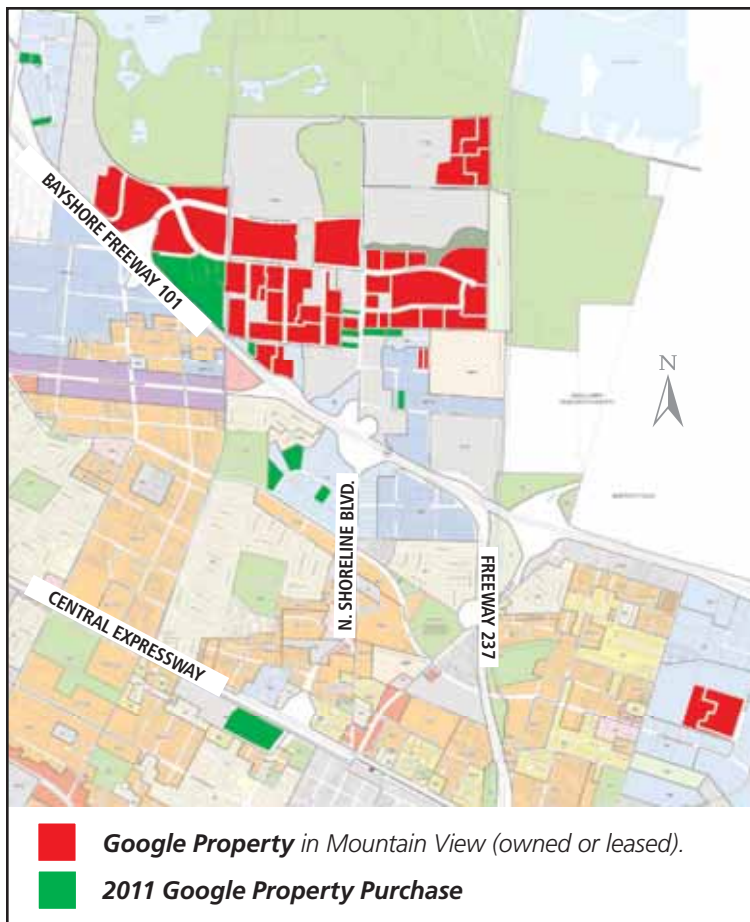 BAYSHORE FREEWAY 101
N
N. SHORELINE BLVD.
FREEWAY 237
CENTRAL EXPRESSWAY
Google Property in Mountain View (owned or leased).
2011 Google Property Purchase